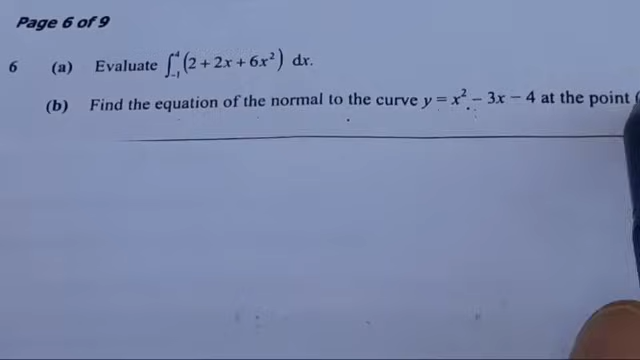 Page 6 of 9
6 (a) Evaluate ∫₋₁⁴ (2 + 2x + 6x²) dx.
(b) Find the equation of the normal to the curve y = x² – 3x – 4 at the point (